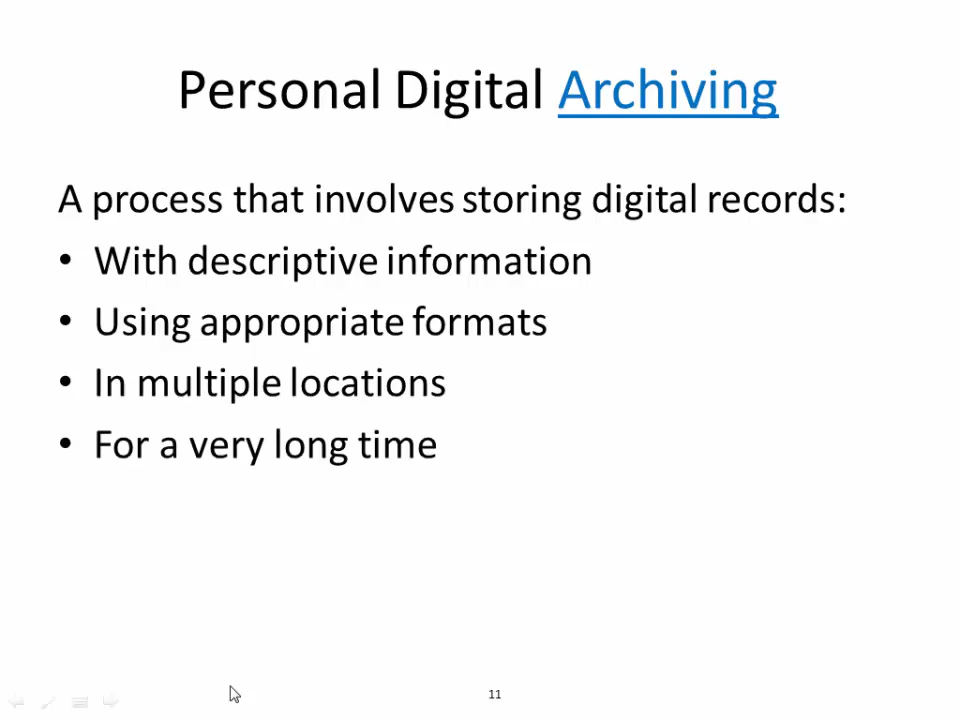 Personal Digital Archiving
A process that involves storing digital records:
• With descriptive information
• Using appropriate formats
• In multiple locations
• For a very long time
11